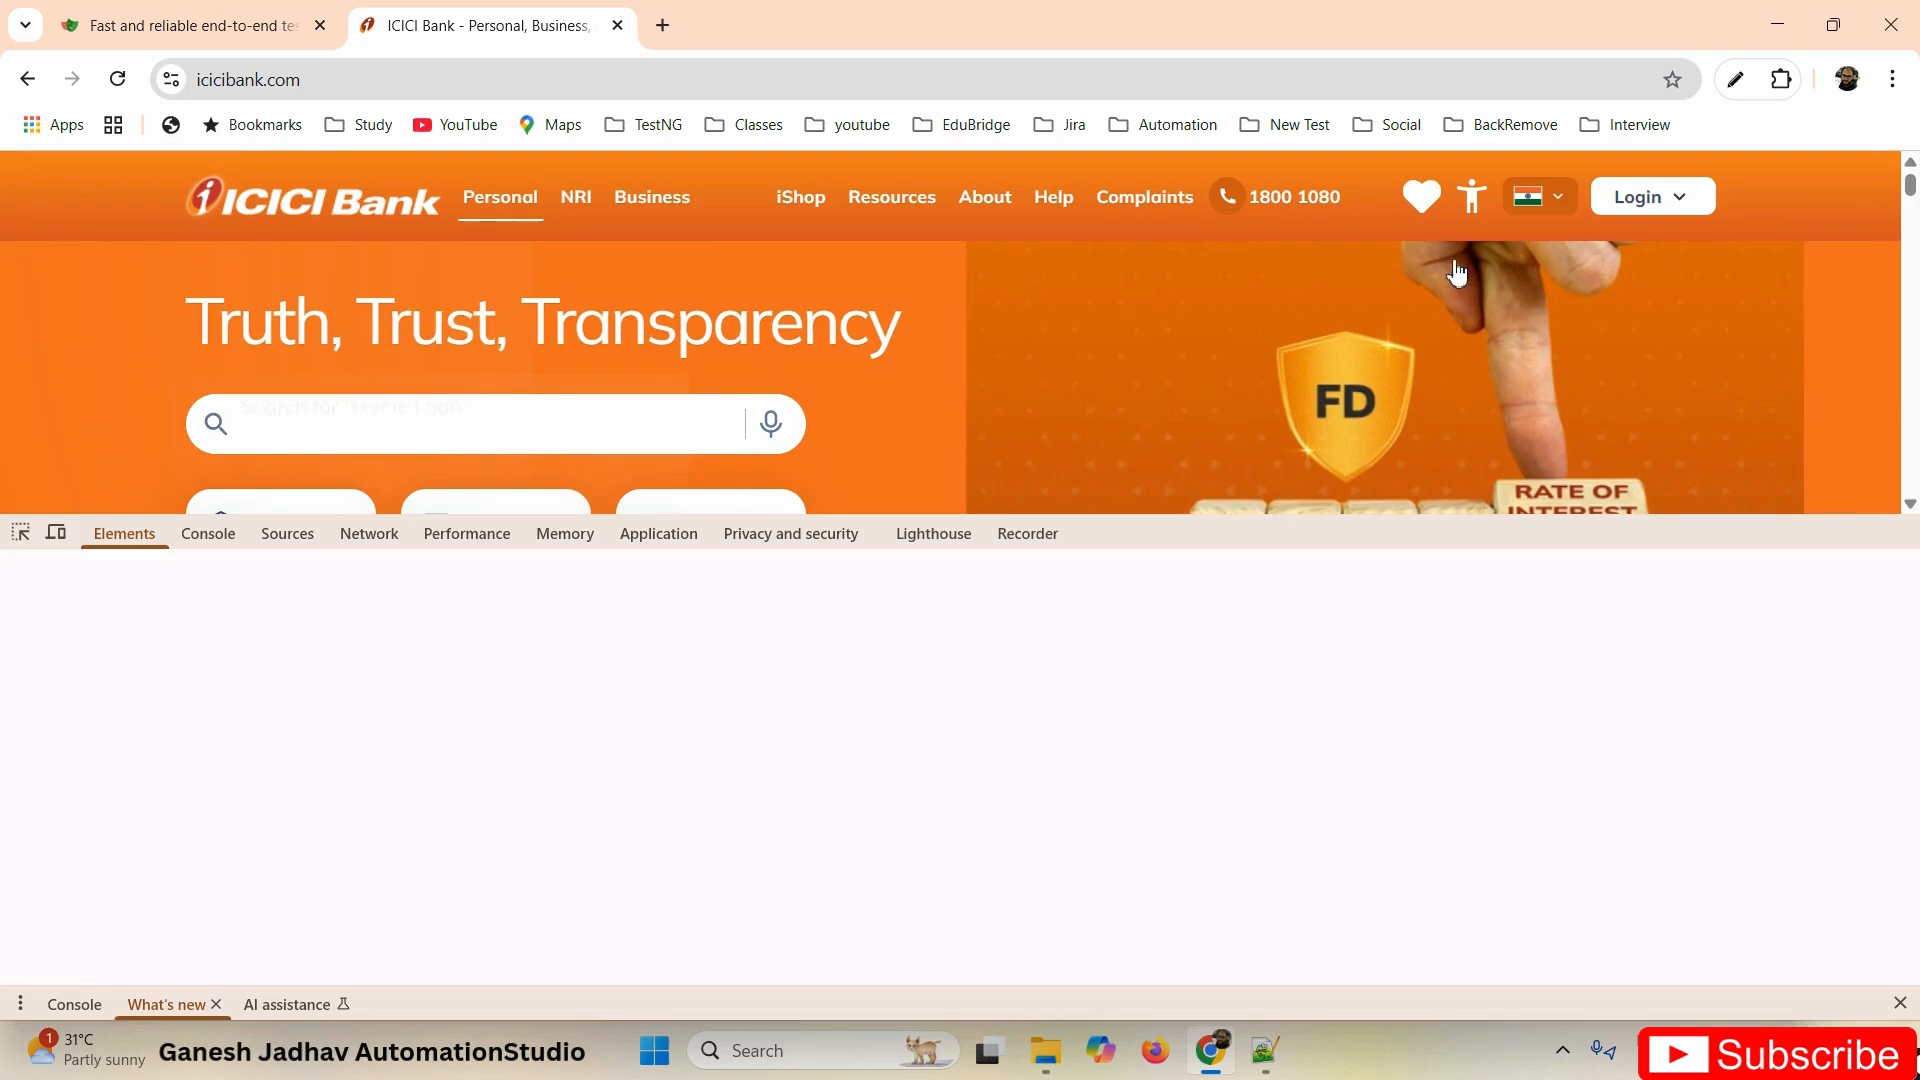 Fast and reliable end-to-end tes
ICICI Bank - Personal, Business,
icicibank.com
Apps
Bookmarks
Study
YouTube
Maps
TestNG
Classes
youtube
EduBridge
Jira
Automation
New Test
Social
BackRemove
Interview
ICICI Bank
Personal
NRI
Business
iShop
Resources
About
Help
Complaints
1800 1080
Login
Truth, Trust, Transparency
FD
RATE OF
INTEREST
Elements
Console
Sources
Network
Performance
Memory
Application
Privacy and security
Lighthouse
Recorder
Console
What's new
AI assistance
1
31°C
Partly sunny
Ganesh Jadhav AutomationStudio
Search
Subscribe